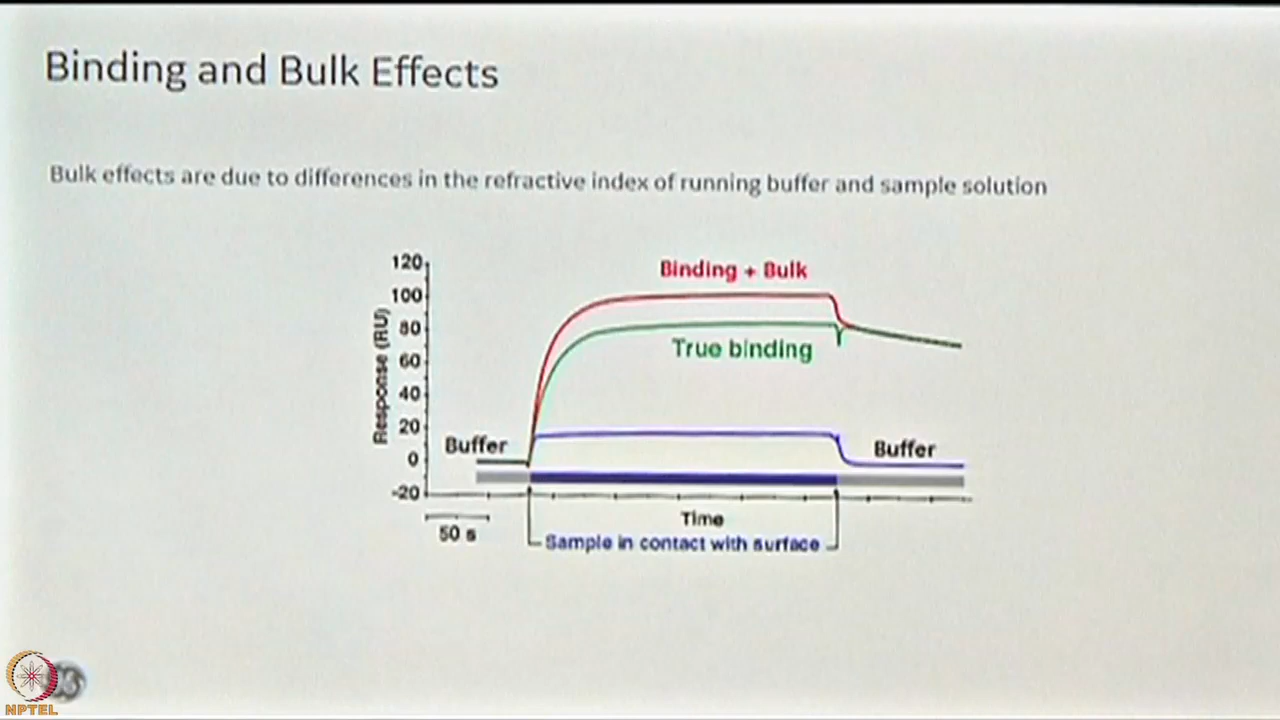 Binding and Bulk Effects
Bulk effects are due to differences in the refractive index of running buffer and sample solution
120
100
80
60
40
20
0
-20
Response (RU)
Binding + Bulk
True binding
Buffer
Buffer
50 s
Time
Sample in contact with surface
NPTEL